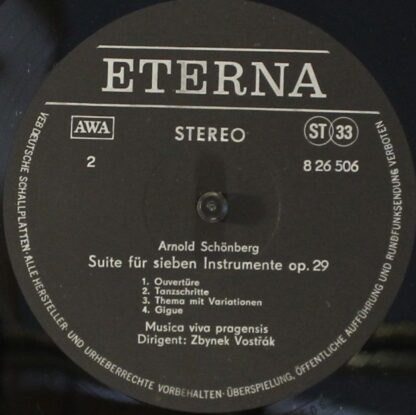 ETERNA
AWA
STEREO
ST 33
2
8 26 506
Arnold Schönberg
Suite für sieben Instrumente op. 29
1. Ouvertüre
2. Tanzschritte
3. Thema mit Variationen
4. Gigue
Musica viva pragensis
Dirigent: Zbynek Vostřák
VEB DEUTSCHE SCHALLPLATTEN · ALLE HERSTELLER- UND URHEBERRECHTE VORBEHALTEN · ÜBERSPIELUNG, ÖFFENTLICHE AUFFÜHRUNG UND RUNDFUNKSENDUNG VERBOTEN